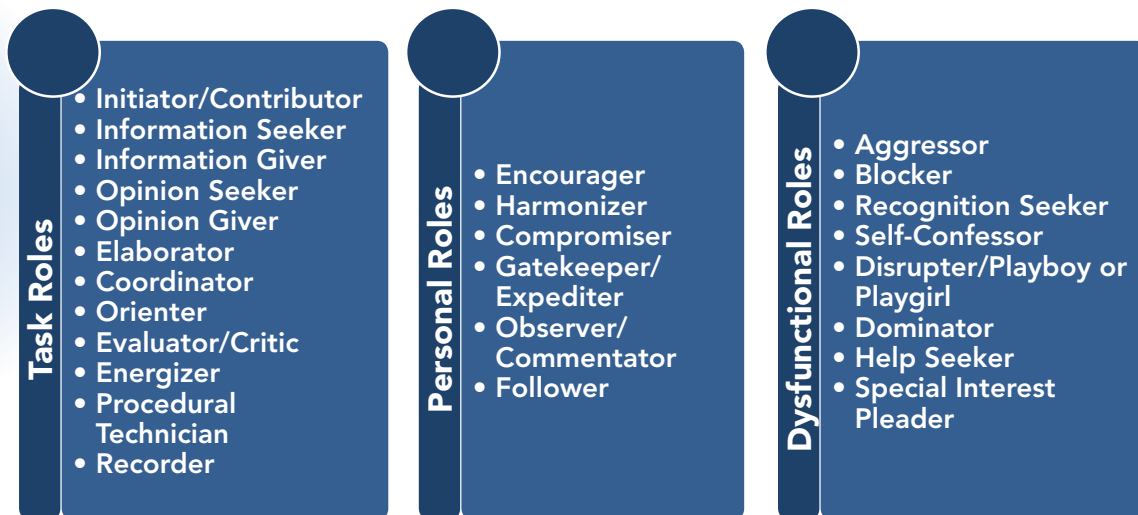 Task Roles
• Initiator/Contributor
• Information Seeker
• Information Giver
• Opinion Seeker
• Opinion Giver
• Elaborator
• Coordinator
• Orienter
• Evaluator/Critic
• Energizer
• Procedural
Technician
• Recorder
Personal Roles
• Encourager
• Harmonizer
• Compromiser
• Gatekeeper/
Expediter
• Observer/
Commentator
• Follower
Dysfunctional Roles
• Aggressor
• Blocker
• Recognition Seeker
• Self-Confessor
• Disrupter/Playboy or
Playgirl
• Dominator
• Help Seeker
• Special Interest
Pleader